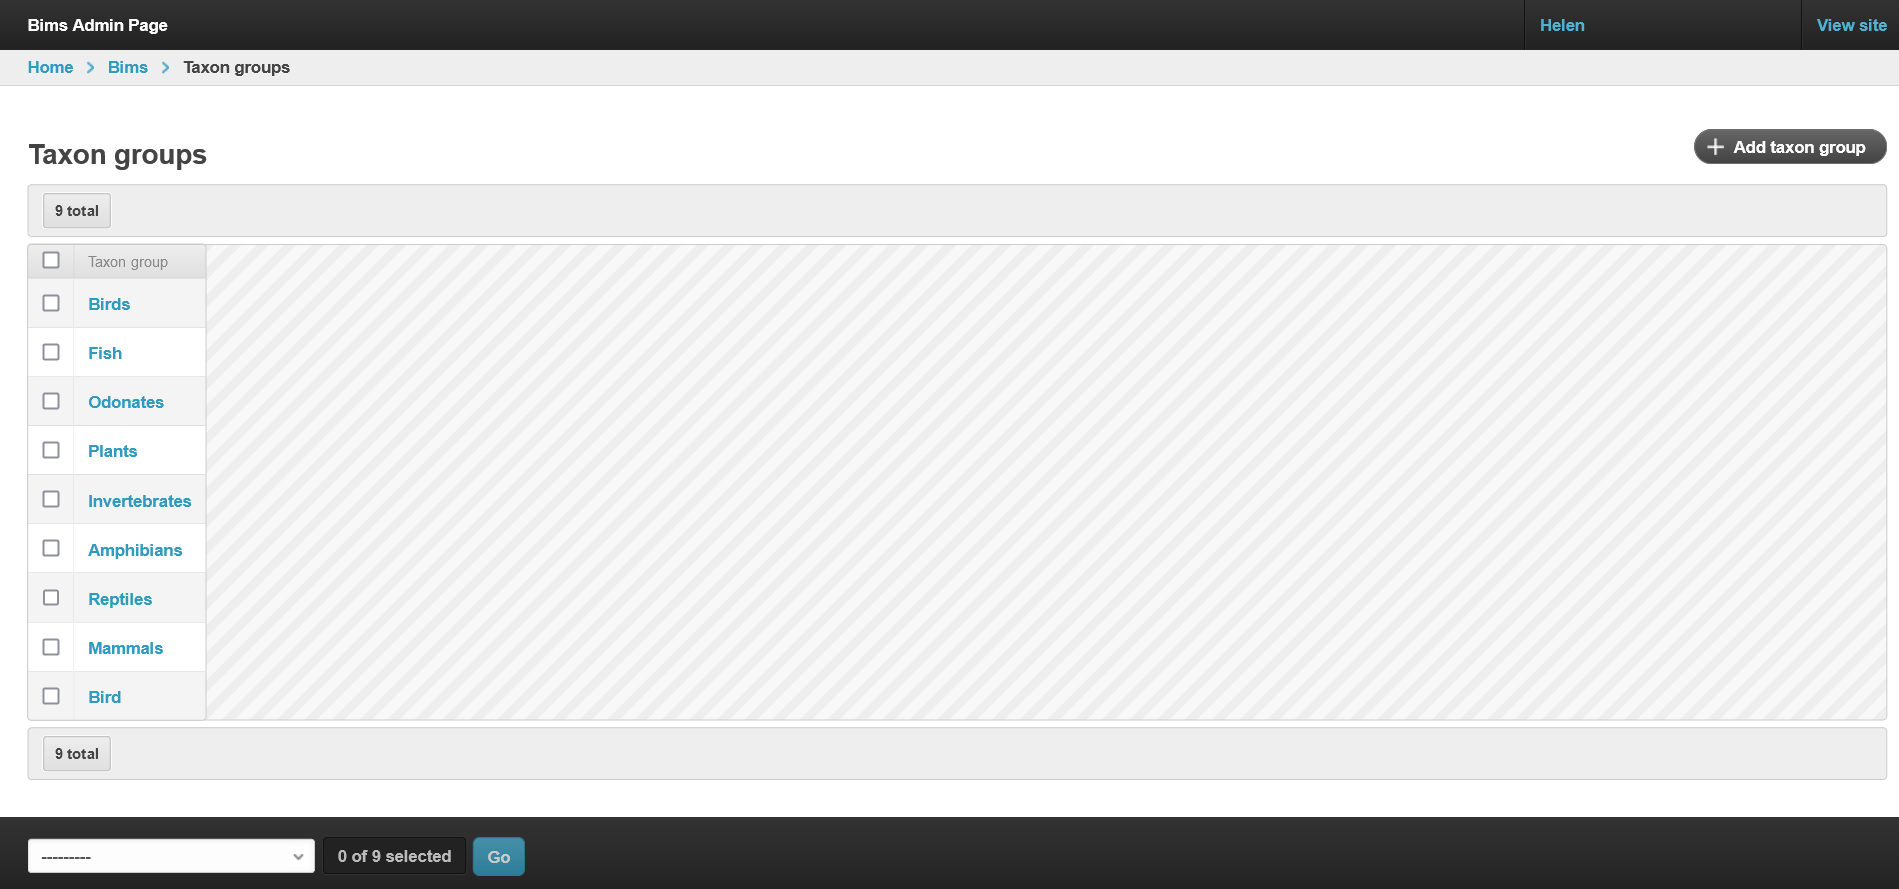 Bims Admin Page
Helen
View site
Home > Bims > Taxon groups
Taxon groups
+ Add taxon group
9 total
Taxon group
Birds
Fish
Odonates
Plants
Invertebrates
Amphibians
Reptiles
Mammals
Bird
9 total
---------
0 of 9 selected
Go